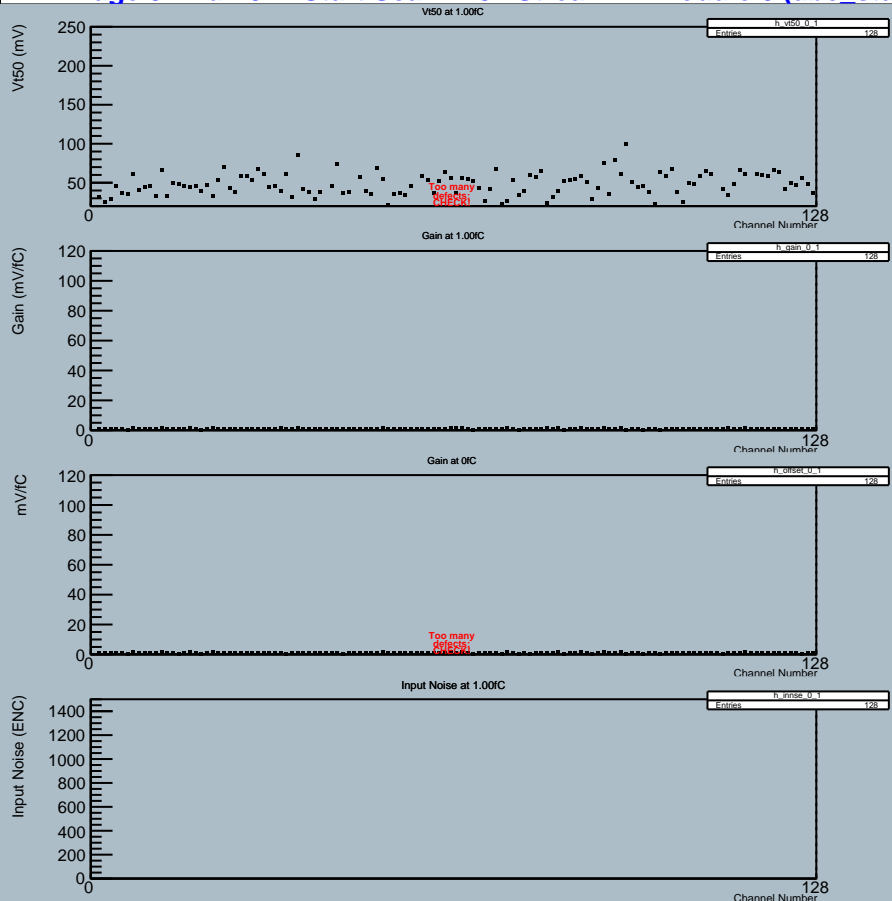 Vt50 at 1.00fC
h_vt50_0_1
Entries 128
Vt50 (mV)
250
200
150
100
50
Too many
defects:
CHECK!
0
128
Channel Number
Gain at 1.00fC
h_gain_0_1
Entries 128
Gain (mV/fC)
120
100
80
60
40
20
0
0
128
Channel Number
Gain at 0fC
h_offset_0_1
Entries 128
mV/fC
120
100
80
60
40
20
0
Too many
defects:
CHECK!
0
128
Channel Number
Input Noise at 1.00fC
h_innse_0_1
Entries 128
Input Noise (ENC)
1400
1200
1000
800
600
400
200
0
0
128
Channel Number